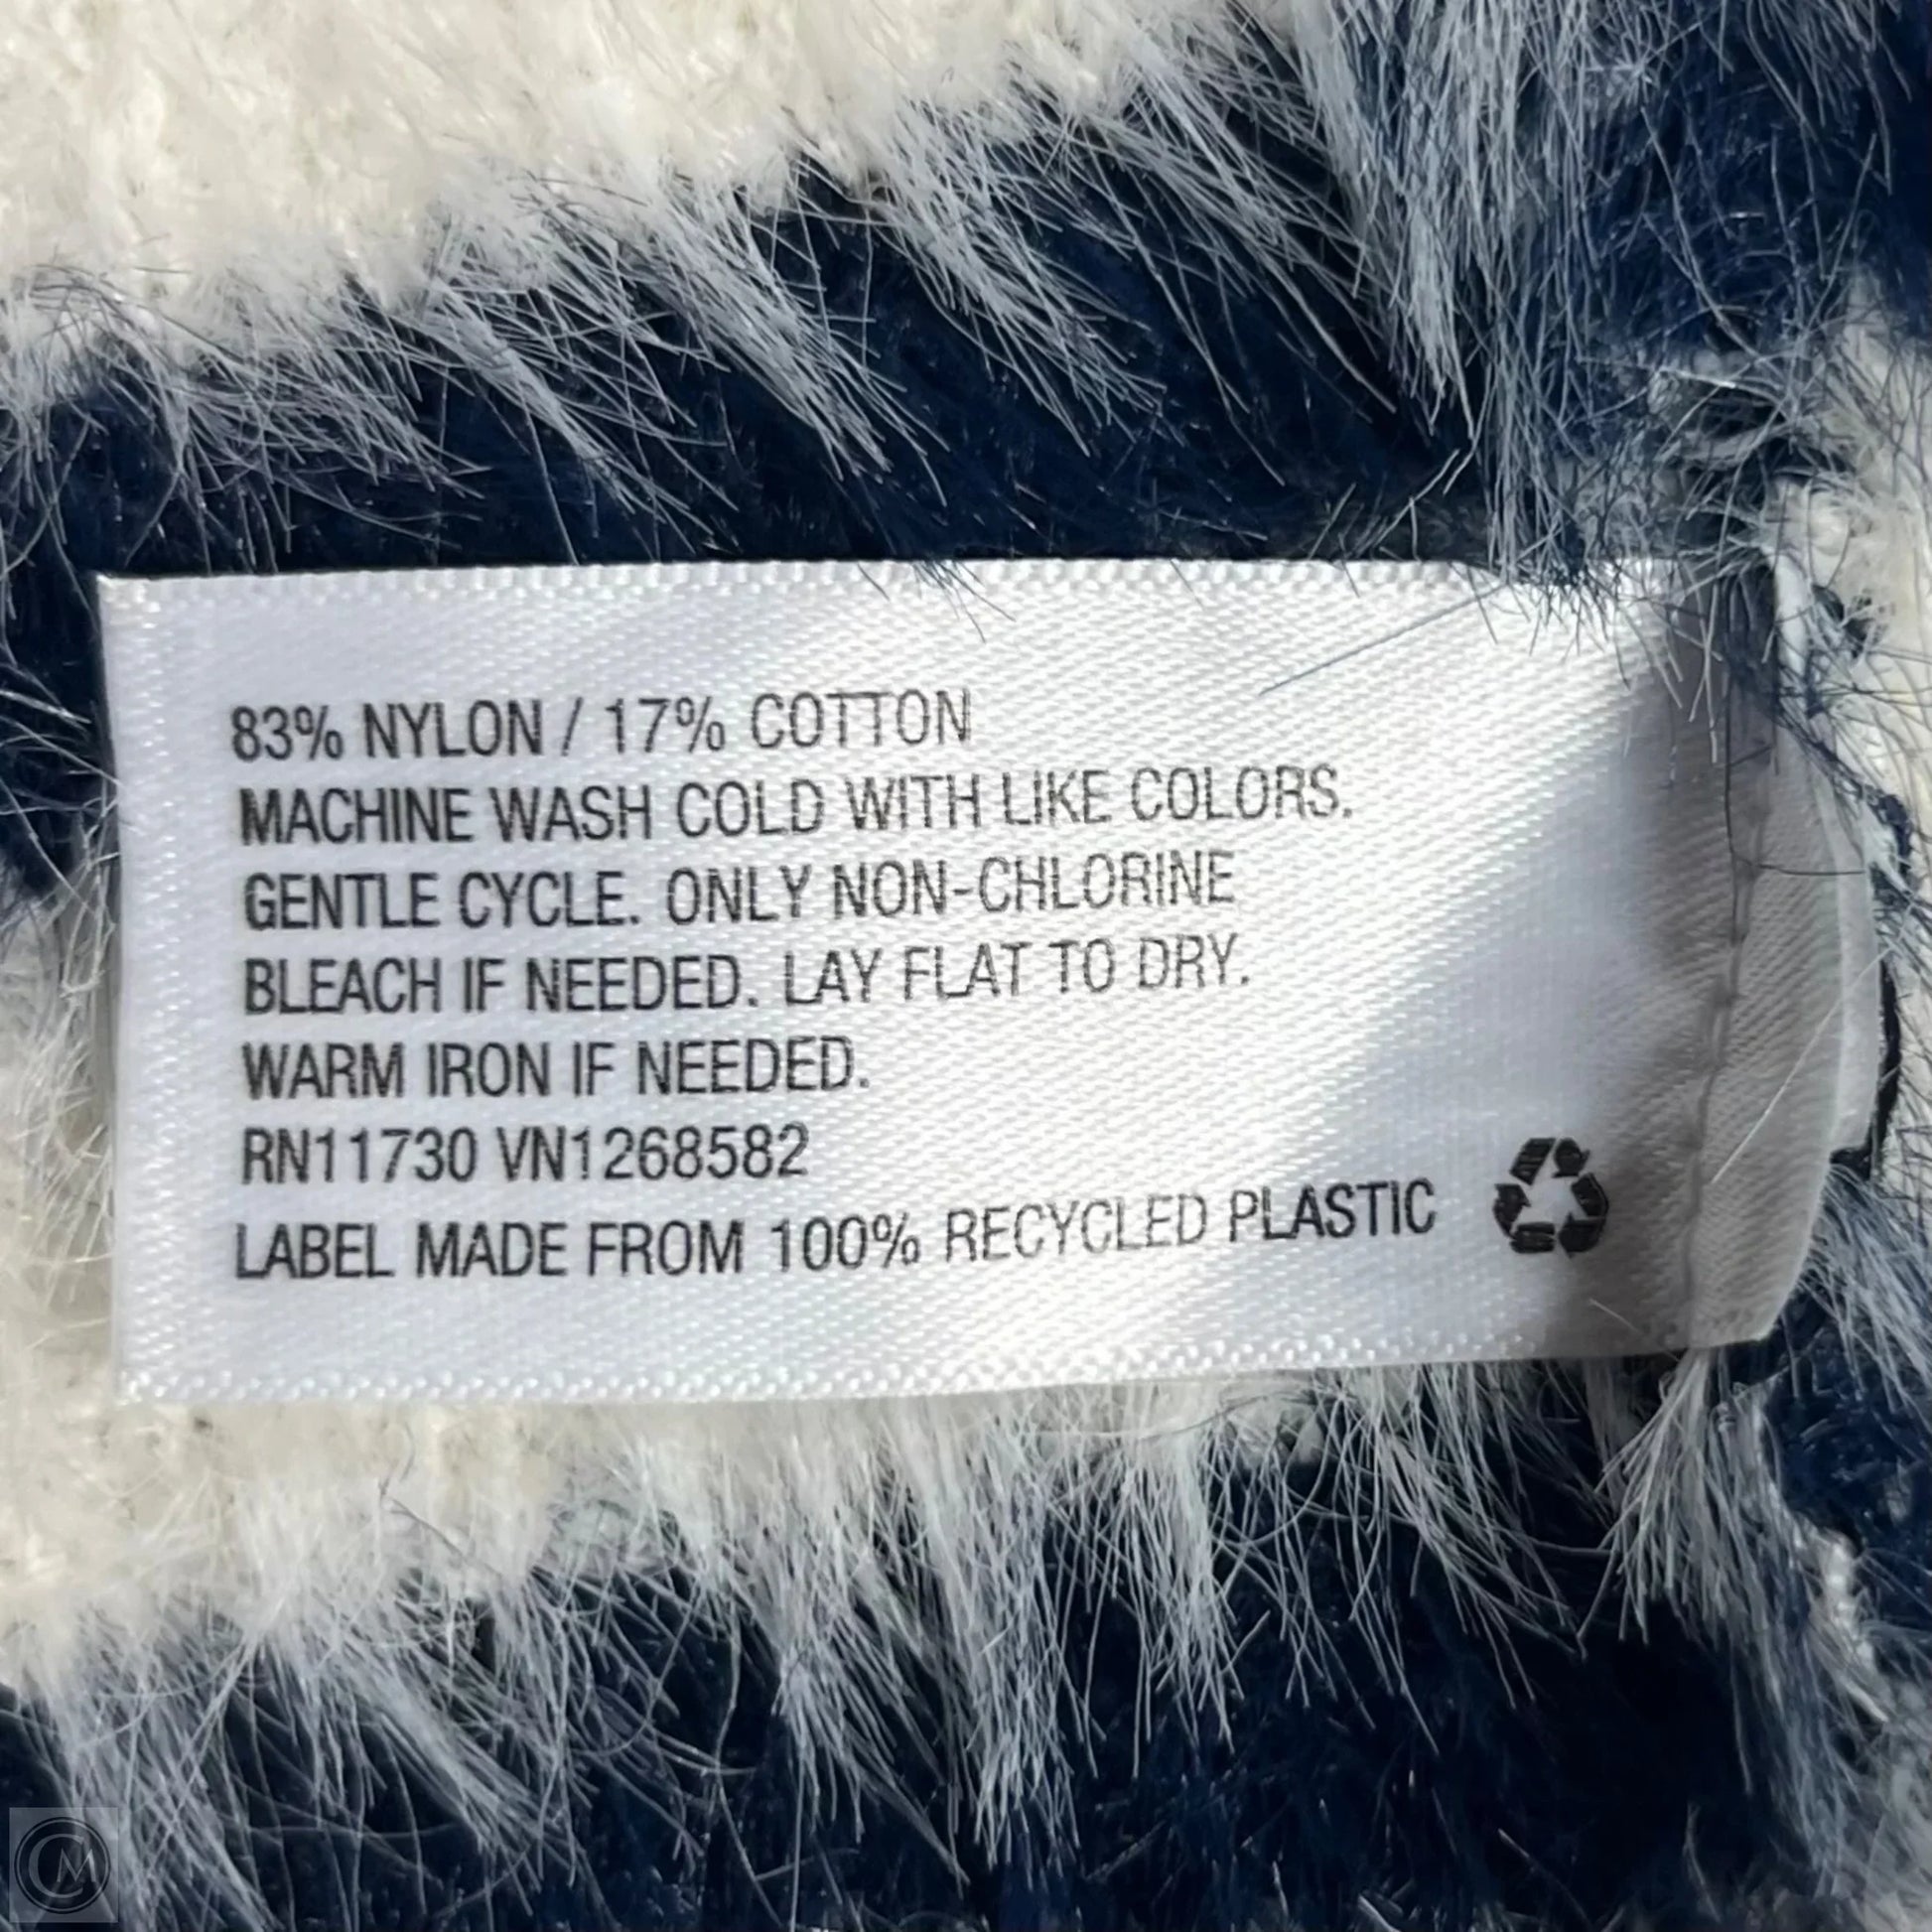 83% NYLON / 17% COTTON
MACHINE WASH COLD WITH LIKE COLORS.
GENTLE CYCLE. ONLY NON-CHLORINE
BLEACH IF NEEDED. LAY FLAT TO DRY.
WARM IRON IF NEEDED.
RN11730 VN1268582
LABEL MADE FROM 100% RECYCLED PLASTIC
CM